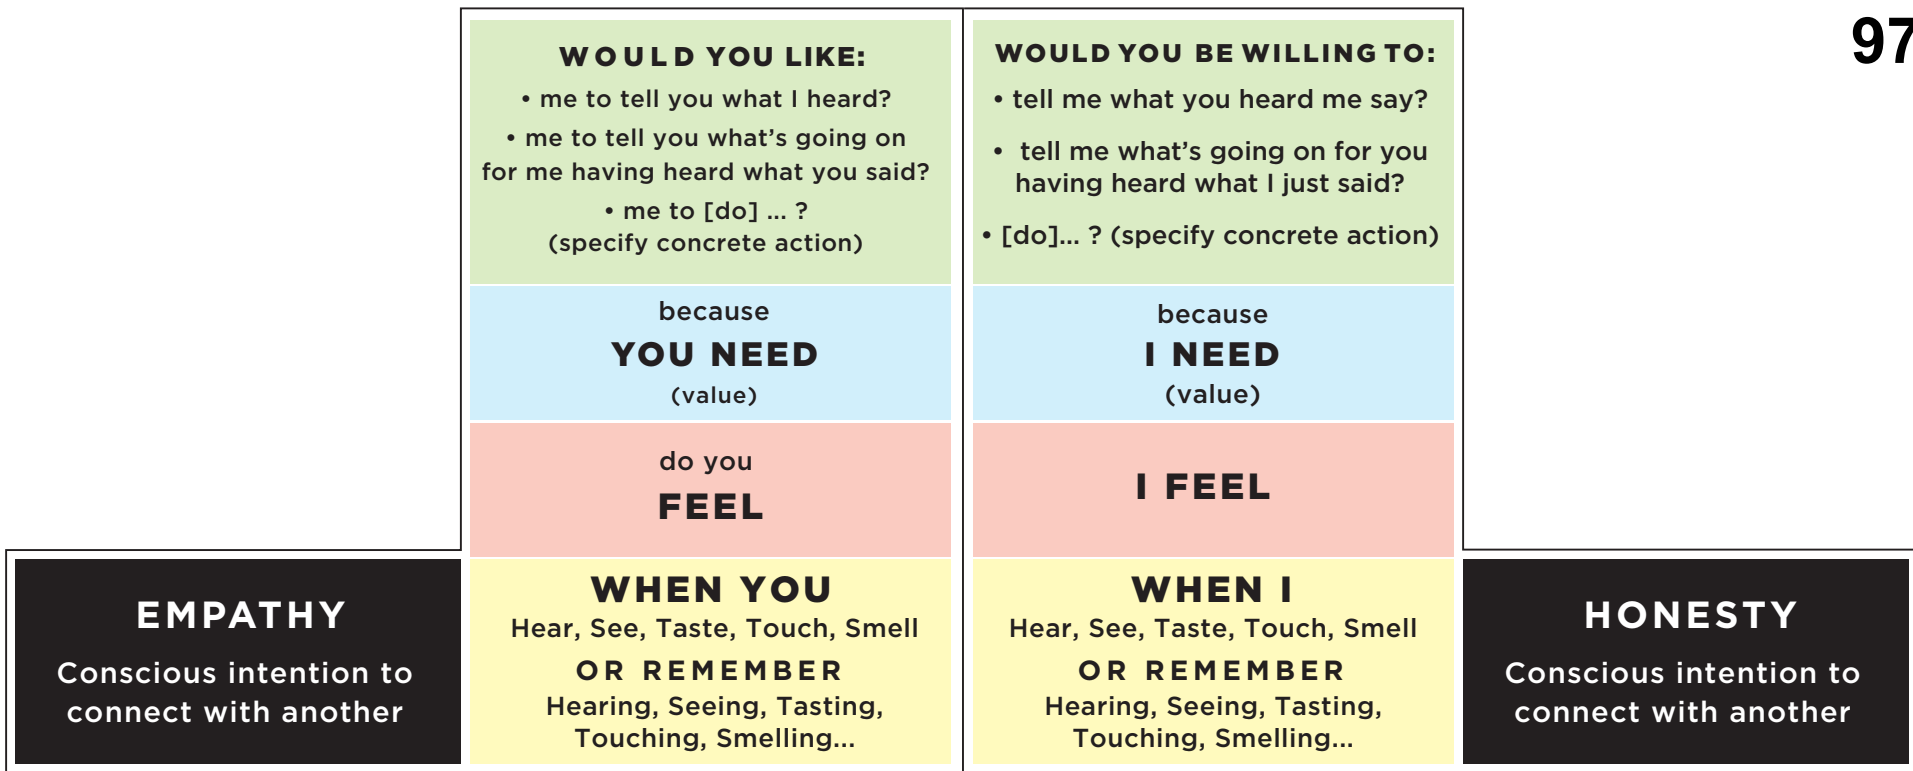 97
WOULD YOU LIKE:
• me to tell you what I heard?
• me to tell you what's going on
for me having heard what you said?
• me to [do] ... ?
(specify concrete action)
because
YOU NEED
(value)
do you
FEEL
WHEN YOU
Hear, See, Taste, Touch, Smell
OR REMEMBER
Hearing, Seeing, Tasting,
Touching, Smelling...
WOULD YOU BE WILLING TO:
• tell me what you heard me say?
• tell me what's going on for you
having heard what I just said?
• [do]... ? (specify concrete action)
because
I NEED
(value)
I FEEL
WHEN I
Hear, See, Taste, Touch, Smell
OR REMEMBER
Hearing, Seeing, Tasting,
Touching, Smelling...
EMPATHY
Conscious intention to
connect with another
HONESTY
Conscious intention to
connect with another